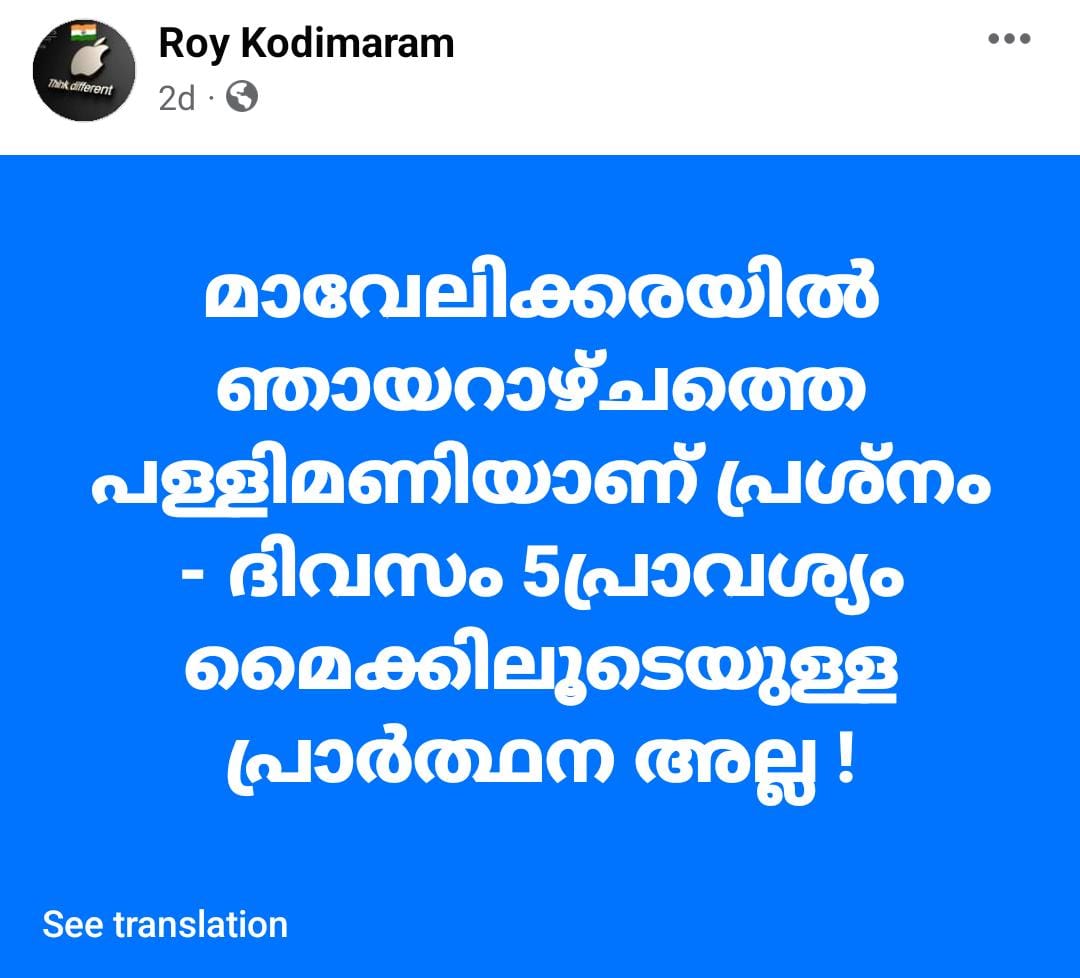 Think different
Roy Kodimaram
2d ·
മാവേലിക്കരയിൽ
ഞായറാഴ്ചത്തെ
പള്ളിമണിയാണ് പ്രശ്നം
- ദിവസം 5പ്രാവശ്യം
മൈക്കിലൂടെയുള്ള
പ്രാർത്ഥന അല്ല !
See translation